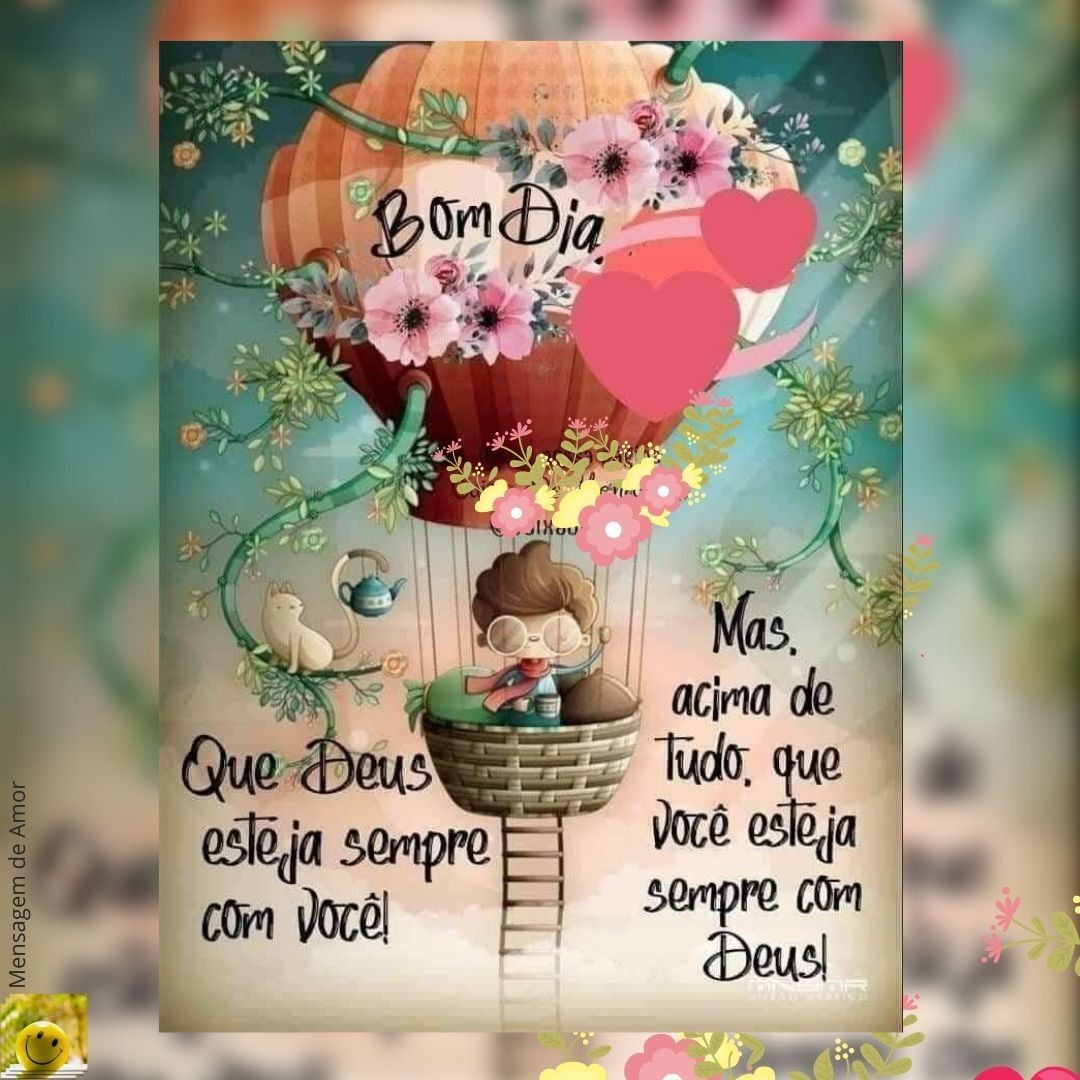 Bom Dia
Que Deus
esteja sempre
com você!
Mas,
acima de
tudo, que
você esteja
sempre com
Deus!
Mensagem de Amor